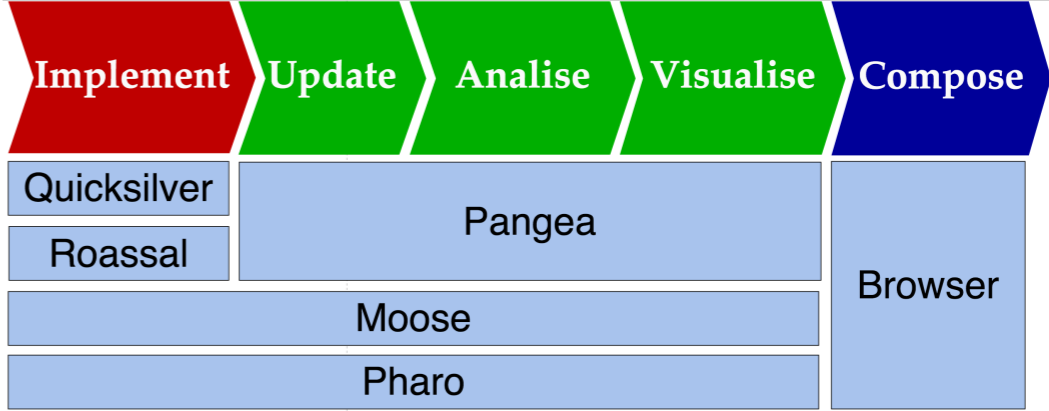 Implement
Update
Analise
Visualise
Compose
Quicksilver
Roassal
Pangea
Browser
Moose
Pharo